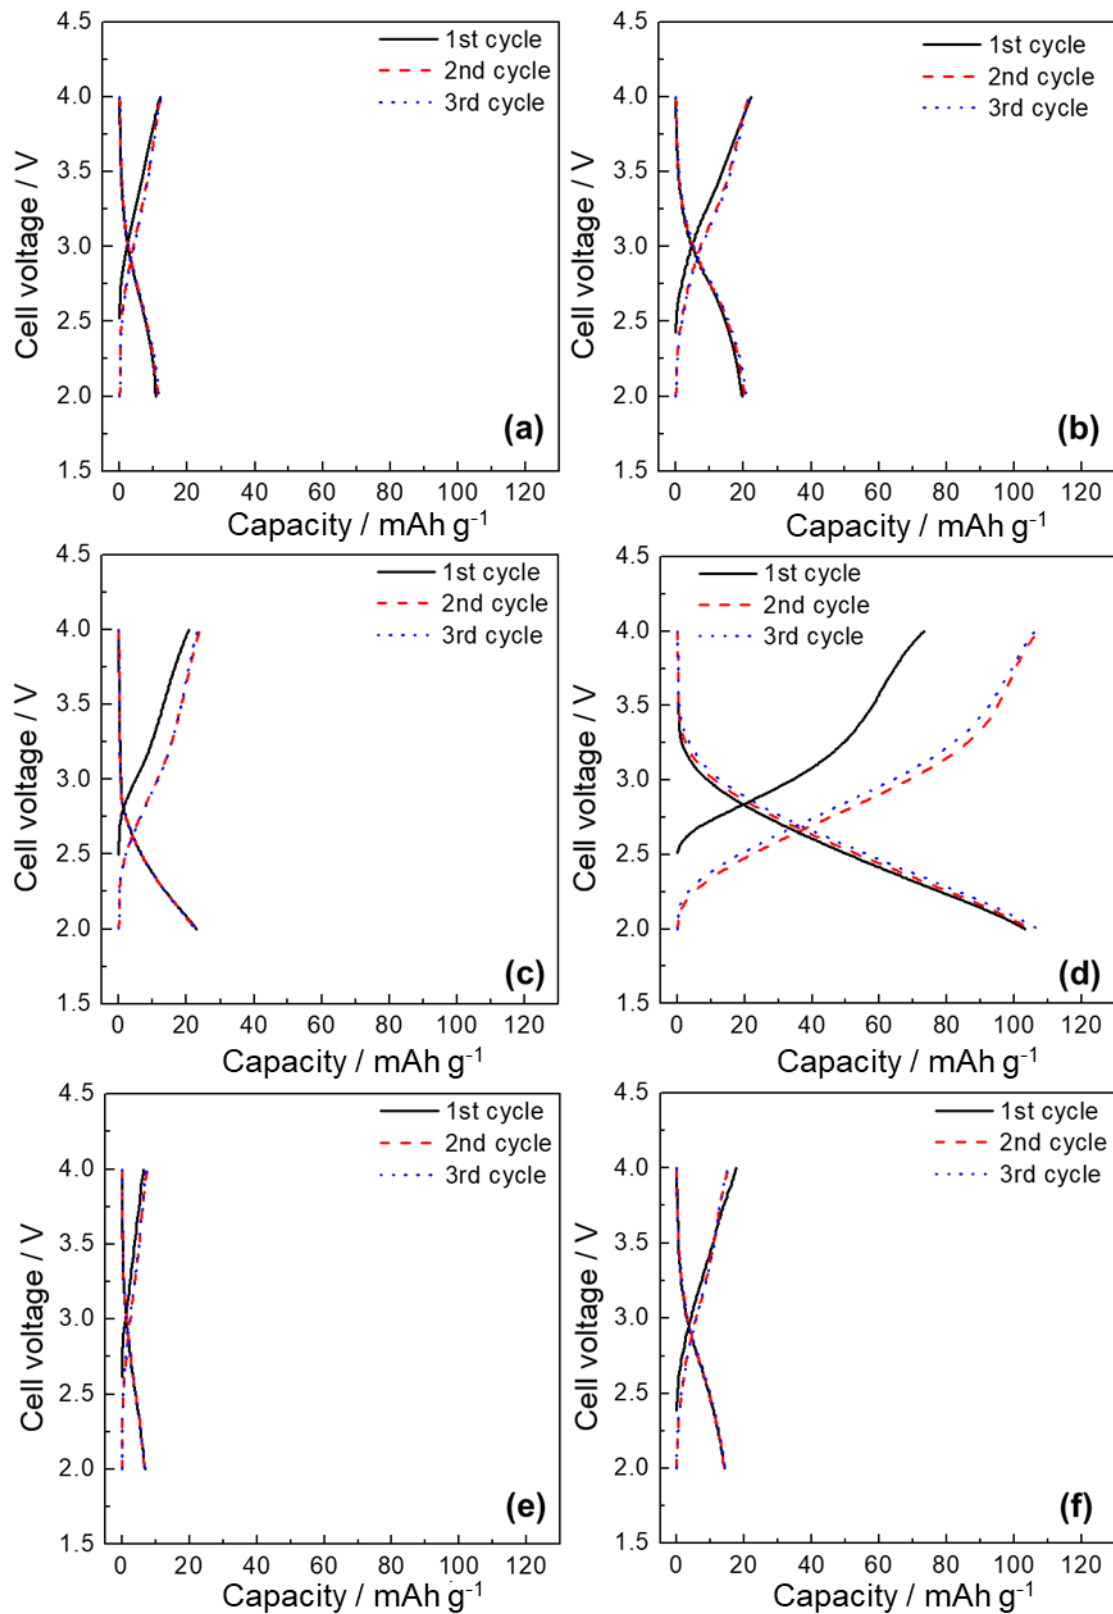 4.5
4.0
3.5
3.0
2.5
2.0
1.5
Cell voltage / V
1st cycle
2nd cycle
3rd cycle
(a)
0 20 40 60 80 100 120
Capacity / mAh g-1
4.5
4.0
3.5
3.0
2.5
2.0
1.5
Cell voltage / V
1st cycle
2nd cycle
3rd cycle
(b)
0 20 40 60 80 100 120
Capacity / mAh g-1
4.5
4.0
3.5
3.0
2.5
2.0
1.5
Cell voltage / V
1st cycle
2nd cycle
3rd cycle
(c)
0 20 40 60 80 100 120
Capacity / mAh g-1
4.5
4.0
3.5
3.0
2.5
2.0
1.5
Cell voltage / V
1st cycle
2nd cycle
3rd cycle
(d)
0 20 40 60 80 100 120
Capacity / mAh g-1
4.5
4.0
3.5
3.0
2.5
2.0
1.5
Cell voltage / V
1st cycle
2nd cycle
3rd cycle
(e)
0 20 40 60 80 100 120
Capacity / mAh g-1
4.5
4.0
3.5
3.0
2.5
2.0
1.5
Cell voltage / V
1st cycle
2nd cycle
3rd cycle
(f)
0 20 40 60 80 100 120
Capacity / mAh g-1